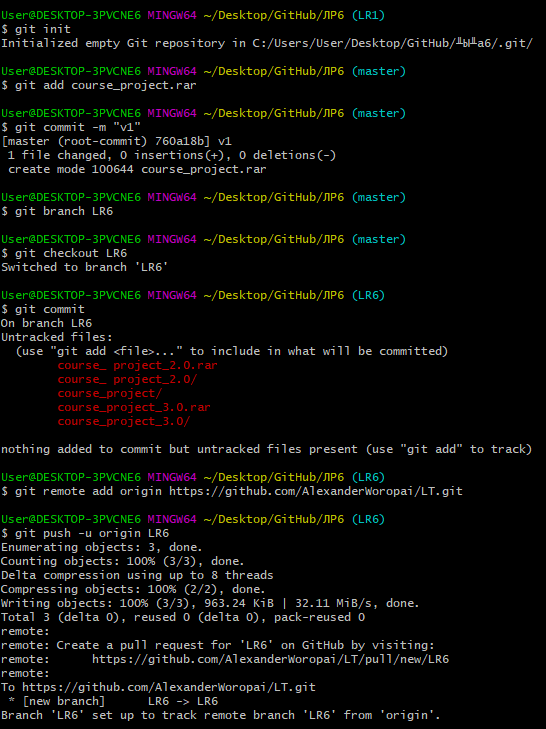 User@DESKTOP-3PVCNE6 MINGW64 ~/Desktop/GitHub/ЛР6 (LR1)
$ git init
Initialized empty Git repository in C:/Users/User/Desktop/GitHub/╨Ы╨а6/.git/
User@DESKTOP-3PVCNE6 MINGW64 ~/Desktop/GitHub/ЛР6 (master)
$ git add course_project.rar
User@DESKTOP-3PVCNE6 MINGW64 ~/Desktop/GitHub/ЛР6 (master)
$ git commit -m "v1"
[master (root-commit) 760a18b] v1
 1 file changed, 0 insertions(+), 0 deletions(-)
 create mode 100644 course_project.rar
User@DESKTOP-3PVCNE6 MINGW64 ~/Desktop/GitHub/ЛР6 (master)
$ git branch LR6
User@DESKTOP-3PVCNE6 MINGW64 ~/Desktop/GitHub/ЛР6 (master)
$ git checkout LR6
Switched to branch 'LR6'
User@DESKTOP-3PVCNE6 MINGW64 ~/Desktop/GitHub/ЛР6 (LR6)
$ git commit
On branch LR6
Untracked files:
  (use "git add <file>..." to include in what will be committed)
        course_ project_2.0.rar
        course_ project_2.0/
        course_project/
        course_project_3.0.rar
        course_project_3.0/
nothing added to commit but untracked files present (use "git add" to track)
User@DESKTOP-3PVCNE6 MINGW64 ~/Desktop/GitHub/ЛР6 (LR6)
$ git remote add origin https://github.com/AlexanderWoropai/LT.git
User@DESKTOP-3PVCNE6 MINGW64 ~/Desktop/GitHub/ЛР6 (LR6)
$ git push -u origin LR6
Enumerating objects: 3, done.
Counting objects: 100% (3/3), done.
Delta compression using up to 8 threads
Compressing objects: 100% (2/2), done.
Writing objects: 100% (3/3), 963.24 KiB | 32.11 MiB/s, done.
Total 3 (delta 0), reused 0 (delta 0), pack-reused 0
remote:
remote: Create a pull request for 'LR6' on GitHub by visiting:
remote:      https://github.com/AlexanderWoropai/LT/pull/new/LR6
remote:
To https://github.com/AlexanderWoropai/LT.git
 * [new branch]      LR6 -> LR6
Branch 'LR6' set up to track remote branch 'LR6' from 'origin'.